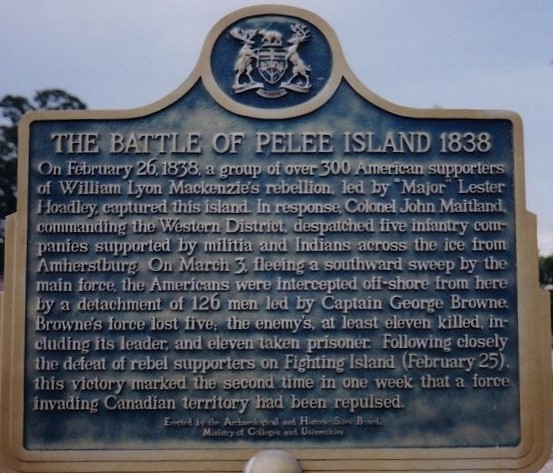 THE BATTLE OF PELEE ISLAND 1838
On February 26, 1838, a group of over 300 American supporters
of William Lyon Mackenzie's rebellion, led by "Major" Lester
Hoadley, captured this island. In response, Colonel John Maitland,
commanding the Western District, despatched five infantry com-
panies supported by militia and Indians across the ice from
Amherstburg. On March 3, fleeing a southward sweep by the
main force, the Americans were intercepted off-shore from here
by a detachment of 126 men led by Captain George Browne.
Browne's force lost five; the enemy's, at least eleven killed, in-
cluding its leader, and eleven taken prisoner. Following closely
the defeat of rebel supporters on Fighting Island (February 25),
this victory marked the second time in one week that a force
invading Canadian territory had been repulsed.
Erected by the Archaeological and Historic Sites Board,
Ministry of Colleges and Universities